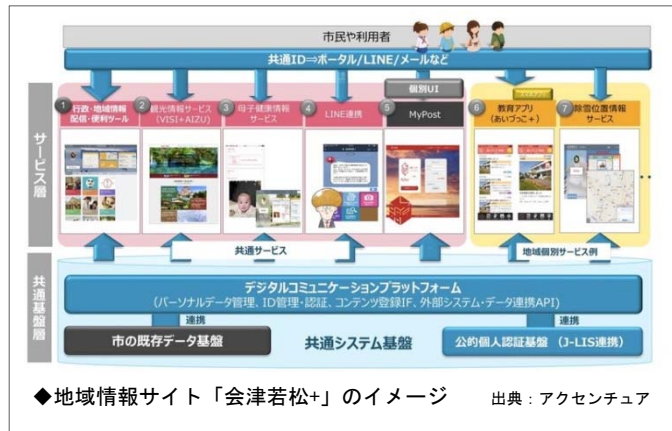 市民や利用者
共通ID⇒ポータル/LINE/メールなど
個別UI
サービス層
1 行政・地域情報
配信・便利ツール
2 観光情報サービス
(VISI+AIZU)
3 母子健康情報
サービス
4 LINE連携
5 MyPost
6 教育アプリ
(あいづっこ+)
7 除雪位置情報
サービス
共通サービス
地域個別サービス例
共通基盤層
デジタルコミュニケーションプラットフォーム
(パーソナルデータ管理、ID管理・認証、コンテンツ登録IF、外部システム・データ連携API)
連携
連携
市の既存データ基盤
共通システム基盤
公的個人認証基盤 (J-LIS連携)
◆地域情報サイト「会津若松+」のイメージ
出典：アクセンチュア